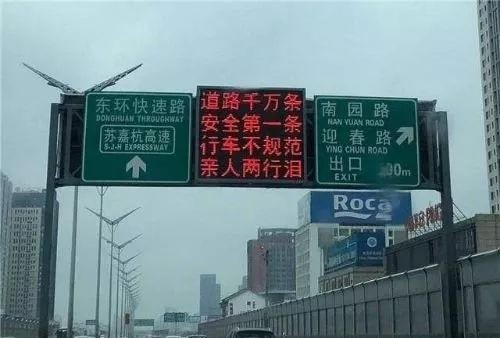 东环快速路
DONGHUAN THROUGHWAY
苏嘉杭高速
S-J-H EXPRESSWAY
道路千万条
安全第一条
行车不规范
亲人两行泪
南园路
NAN YUAN ROAD
迎春路
YING CHUN ROAD
出口
EXIT
Roca